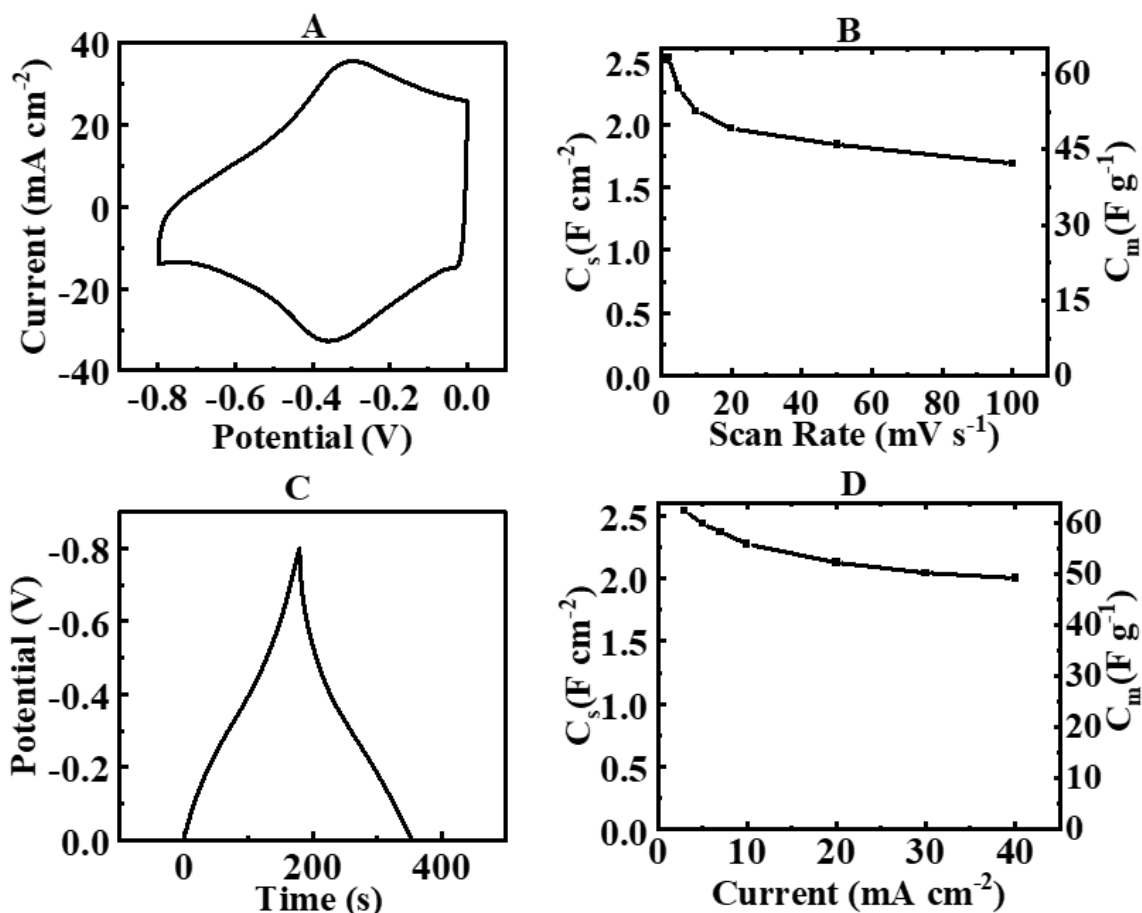 A
Current (mA cm-2)
40
20
0
-20
-40
-0.8 -0.6 -0.4 -0.2 0.0
Potential (V)
B
Cs(F cm-2)
2.5
2.0
1.5
1.0
0.5
0.0
60
45
30
15
0
Cm(F g-1)
0 20 40 60 80 100
Scan Rate (mV s-1)
C
Potential (V)
-0.8
-0.6
-0.4
-0.2
0.0
0 200 400
Time (s)
D
Cs(F cm-2)
2.5
2.0
1.5
1.0
0.5
0.0
60
50
40
30
20
10
0
Cm(F g-1)
0 10 20 30 40
Current (mA cm-2)